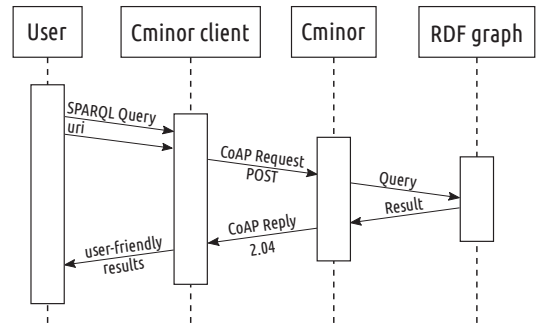 User
Cminor client
Cminor
RDF graph
SPARQL Query
uri
CoAP Request
POST
Query
Result
CoAP Reply
2.04
user-friendly
results